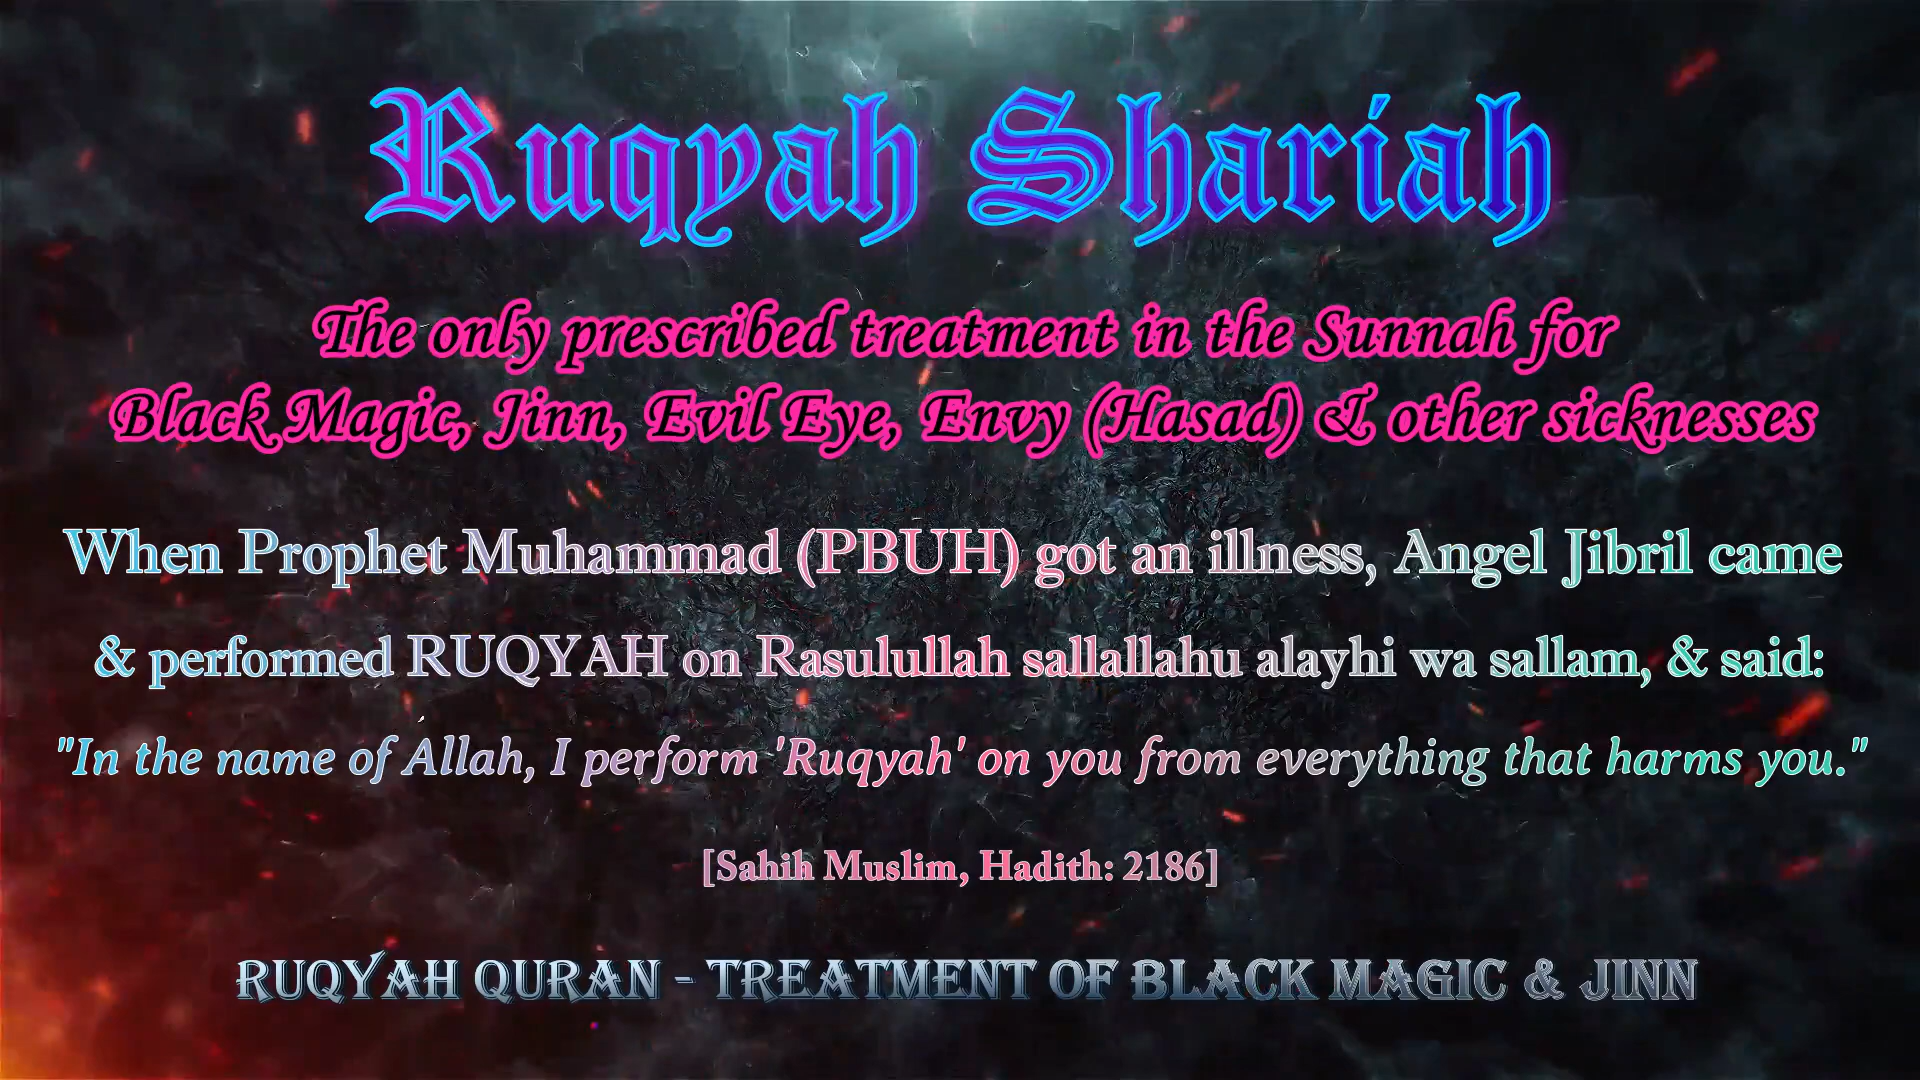 Ruqyah Shariah
The only prescribed treatment in the Sunnah for
Black Magic, Jinn, Evil Eye, Envy (Hasad) & other sicknesses
When Prophet Muhammad (PBUH) got an illness, Angel Jibril came
& performed RUQYAH on Rasulullah sallallahu alayhi wa sallam, & said:
"In the name of Allah, I perform 'Ruqyah' on you from everything that harms you."
[Sahih Muslim, Hadith: 2186]
RUQYAH QURAN - TREATMENT OF BLACK MAGIC & JINN